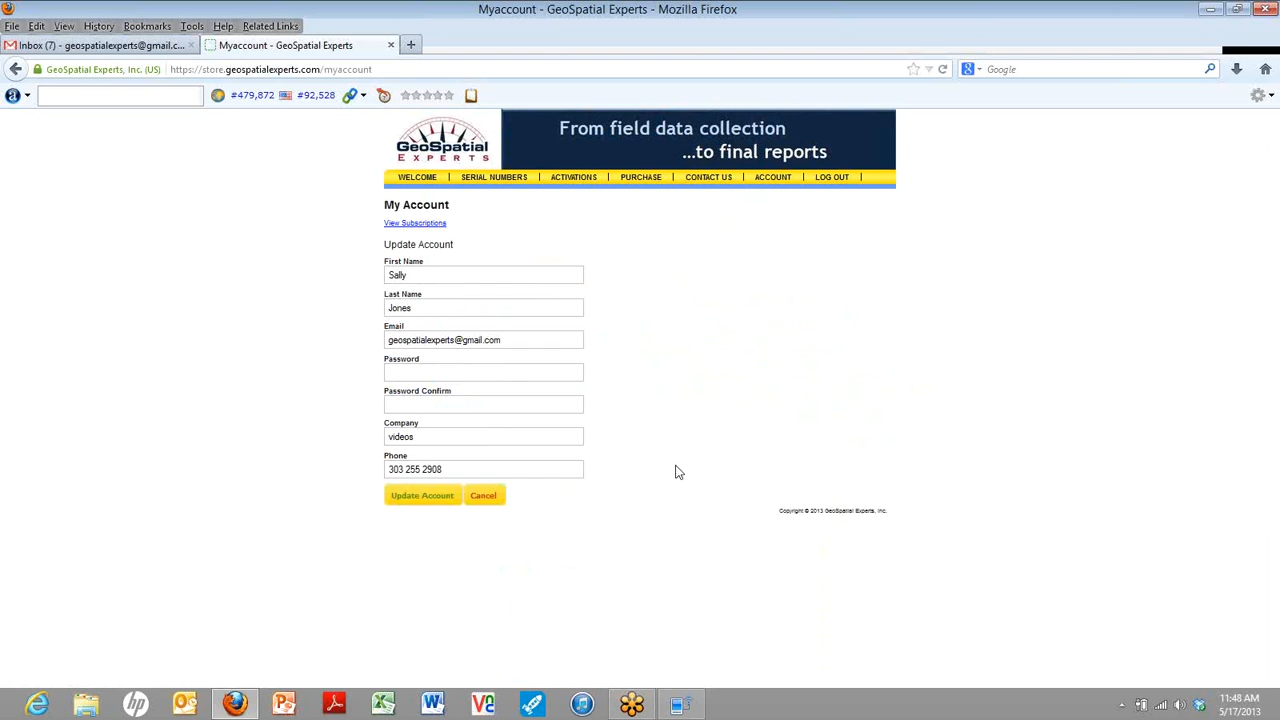 Myaccount - GeoSpatial Experts - Mozilla Firefox
File Edit View History Bookmarks Tools Help Related Links
Inbox (7) - geospatialexperts@gmail.c... × Myaccount - GeoSpatial Experts × +
GeoSpatial Experts, Inc. (US) https://store.geospatialexperts.com/myaccount Google
#479,872 #92,528
GeoSpatial
EXPERTS
From field data collection
...to final reports
WELCOME | SERIAL NUMBERS | ACTIVATIONS | PURCHASE | CONTACT US | ACCOUNT | LOG OUT |
My Account
View Subscriptions
Update Account
First Name
Sally
Last Name
Jones
Email
geospatialexperts@gmail.com
Password
Password Confirm
Company
videos
Phone
303 255 2908
Update Account Cancel
Copyright © 2013 GeoSpatial Experts, Inc.
11:48 AM
5/17/2013